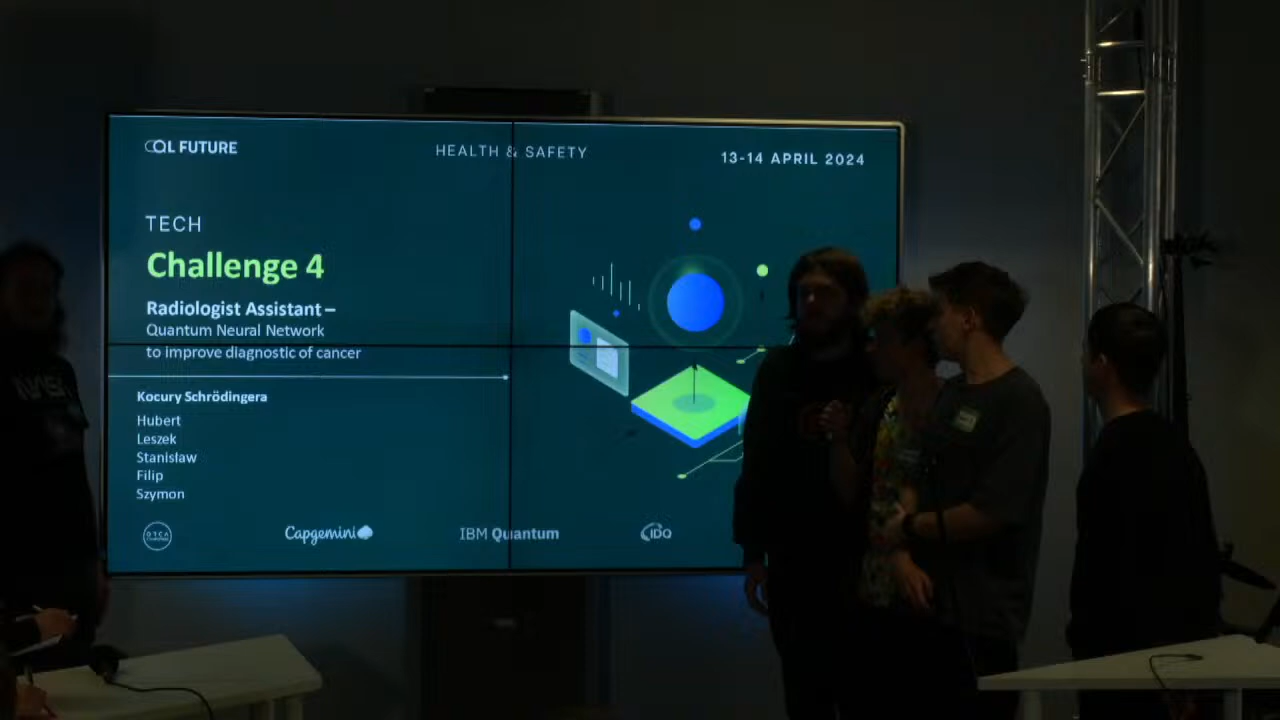 QL FUTURE
HEALTH & SAFETY
13-14 APRIL 2024
TECH
Challenge 4
Radiologist Assistant –
Quantum Neural Network
to improve diagnostic of cancer
Kocury Schrödingera
Hubert
Leszek
Stanisław
Filip
Szymon
Capgemini
IBM Quantum
IDQ
NASA